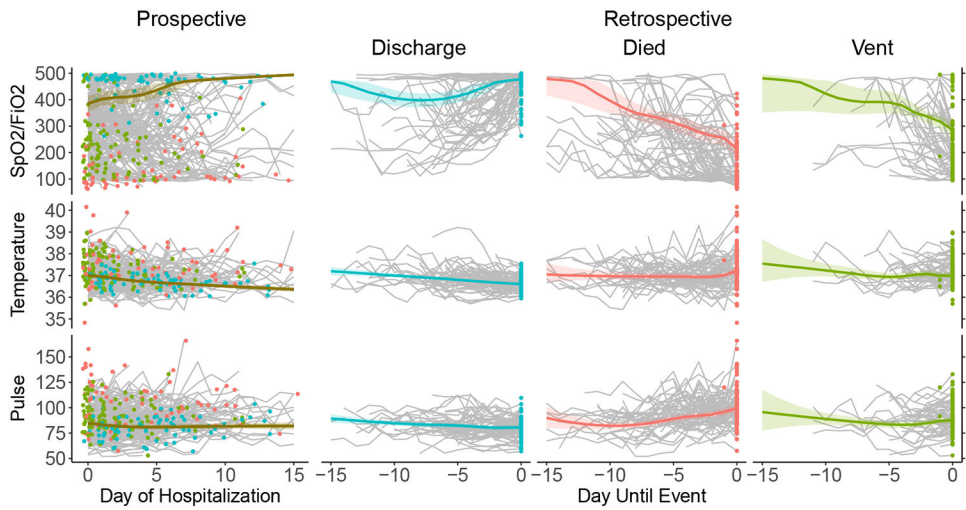 Prospective Retrospective
Discharge Died Vent
SpO2/FiO2
500
400
300
200
100
Temperature
40
39
38
37
36
35
Pulse
150
125
100
75
50
0 5 10 15 −15 −10 −5 0 −15 −10 −5 0 −15 −10 −5 0
Day of Hospitalization Day Until Event